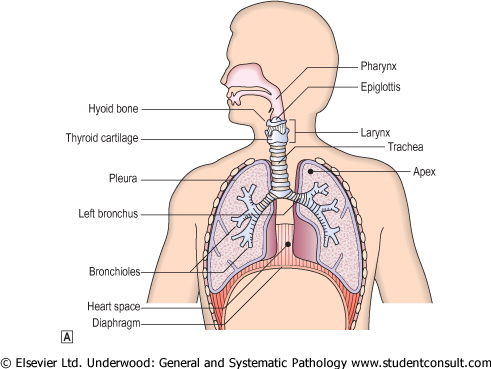 Pharynx
Epiglottis
Hyoid bone
Larynx
Thyroid cartilage
Trachea
Apex
Pleura
Left bronchus
Bronchioles
Heart space
Diaphragm
A
© Elsevier Ltd. Underwood: General and Systematic Pathology www.studentconsult.com